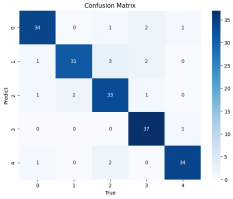 Confusion Matrix
0 34 0 1 2 1
1 1 31 3 2 0
2 1 2 33 1 0
3 0 0 0 37 1
4 1 0 2 0 34
0 1 2 3 4
Predict
True
35
30
25
20
15
10
5
0